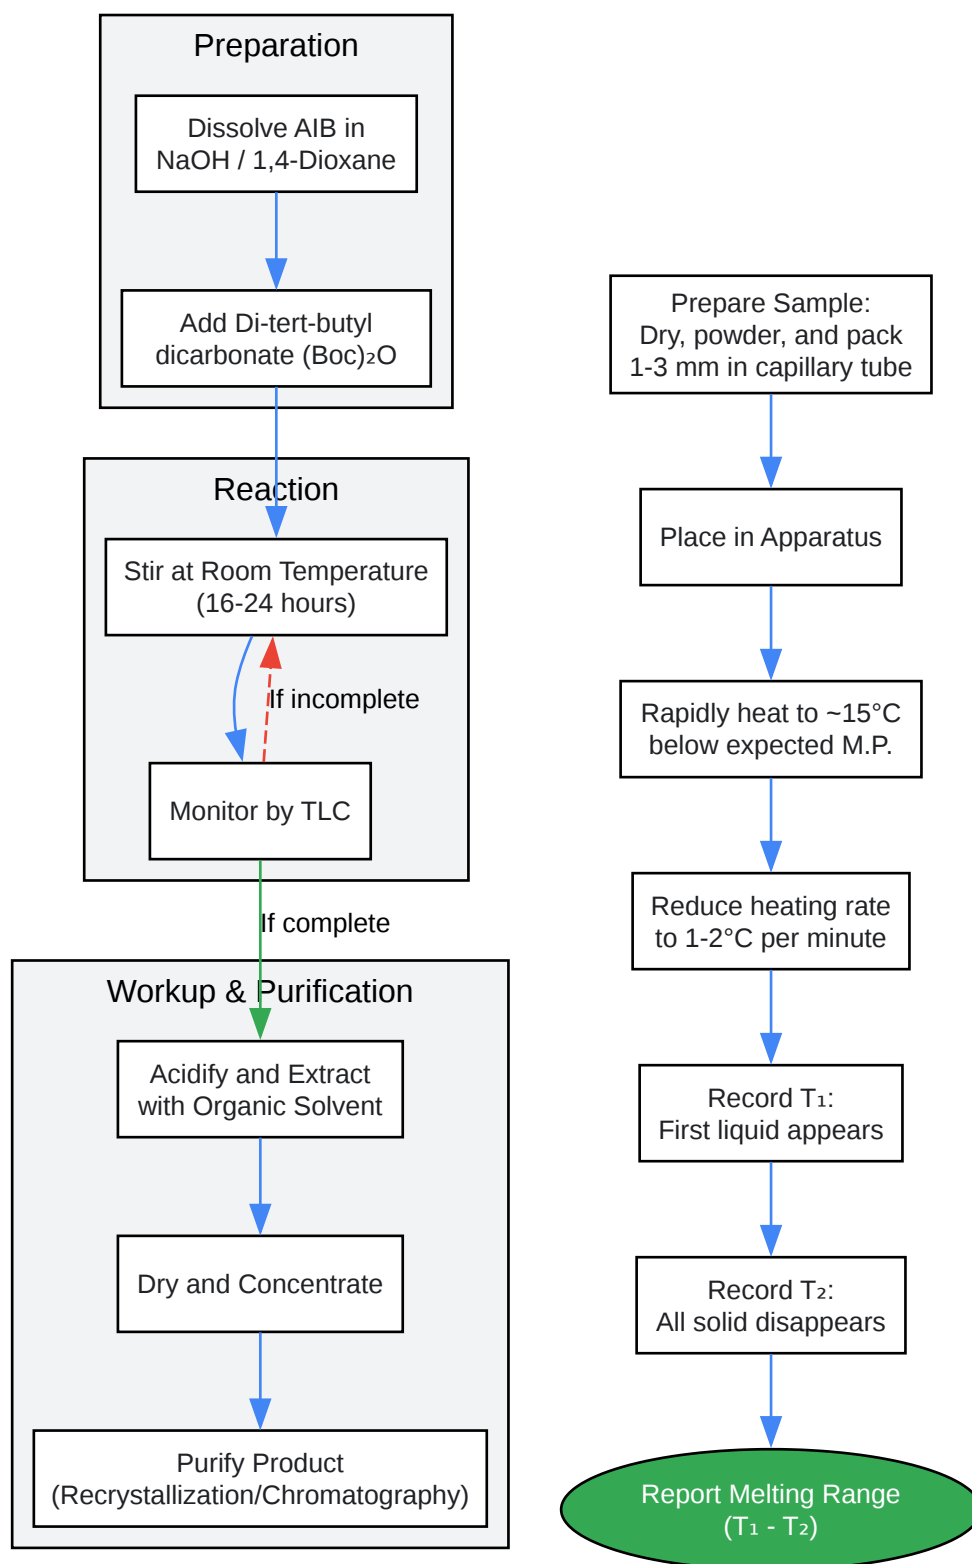 Preparation
Dissolve AIB in
NaOH / 1,4-Dioxane
Add Di-tert-butyl
dicarbonate (Boc)₂O
Reaction
Stir at Room Temperature
(16-24 hours)
If incomplete
Monitor by TLC
If complete
Workup & Purification
Acidify and Extract
with Organic Solvent
Dry and Concentrate
Purify Product
(Recrystallization/Chromatography)
Prepare Sample:
Dry, powder, and pack
1-3 mm in capillary tube
Place in Apparatus
Rapidly heat to ~15°C
below expected M.P.
Reduce heating rate
to 1-2°C per minute
Record T₁:
First liquid appears
Record T₂:
All solid disappears
Report Melting Range
(T₁ - T₂)